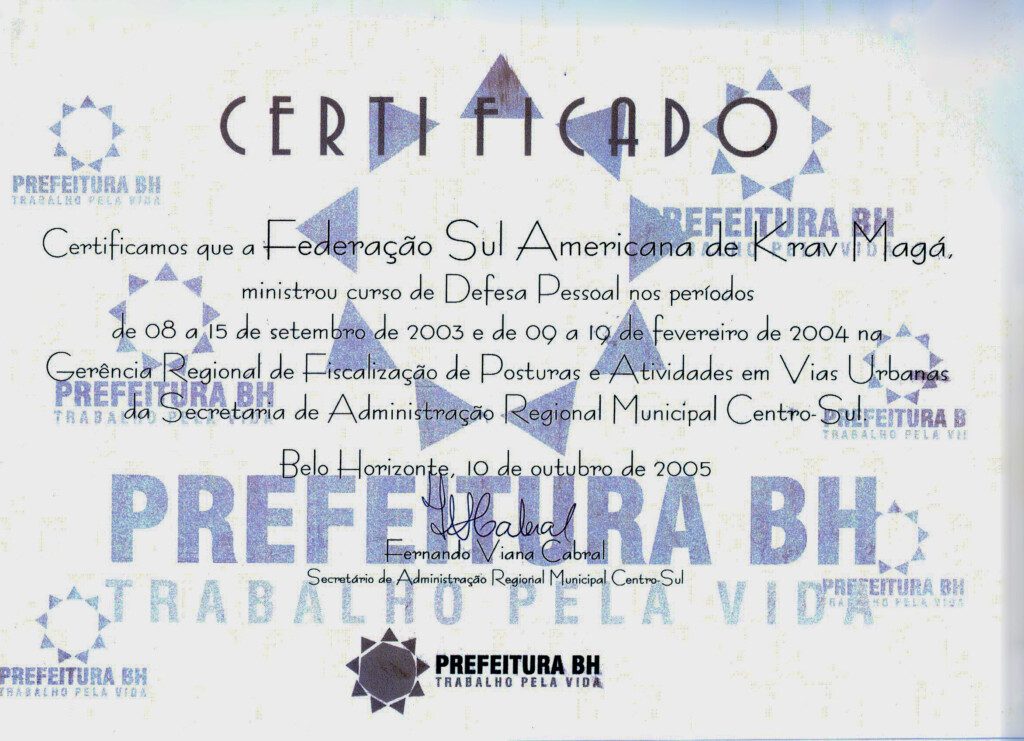 CERTIFICADO
PREFEITURA BH
TRABALHO PELA VIDA
PREFEITURA BH
TRABALHO PELA VIDA
Certificamos que a Federação Sul Americana de Krav Magá,
ministrou curso de Defesa Pessoal nos períodos
de 08 a 15 de setembro de 2003 e de 09 a 19 de fevereiro de 2004 na
Gerência Regional de Fiscalização de Posturas e Atividades em Vias Urbanas
PREFEITURA BH
TRABALHO PELA VIDA
da Secretaria de Administração Regional Municipal Centro-Sul.
PREFEITURA B
TRABALHO PELA VI
Belo Horizonte, 10 de outubro de 2005
PREFEITURA BH
TRABALHO PELA VIDA
Cabral
Fernando Viana Cabral
Secretário de Administração Regional Municipal Centro-Sul
PREFEITURA BH
TRABALHO PELA VIDA
PREFEITURA BH
TRABALHO PELA VIDA
PREFEITURA BH
TRABALHO PELA VIDA